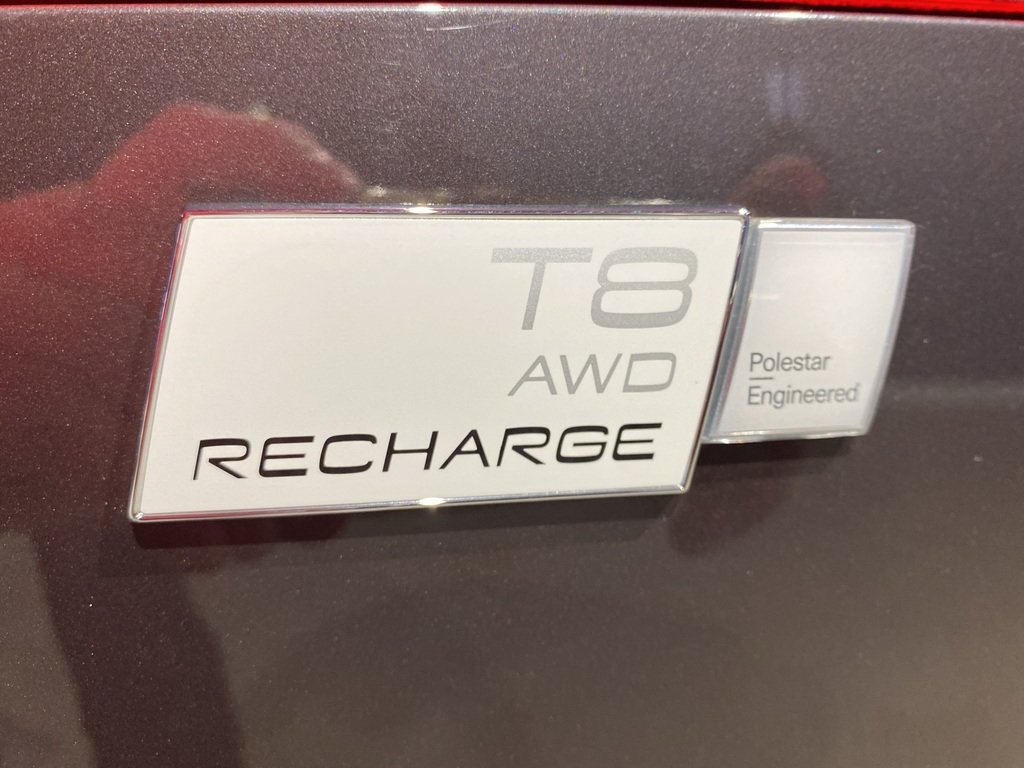 T8
AWD
RECHARGE
Polestar
Engineered